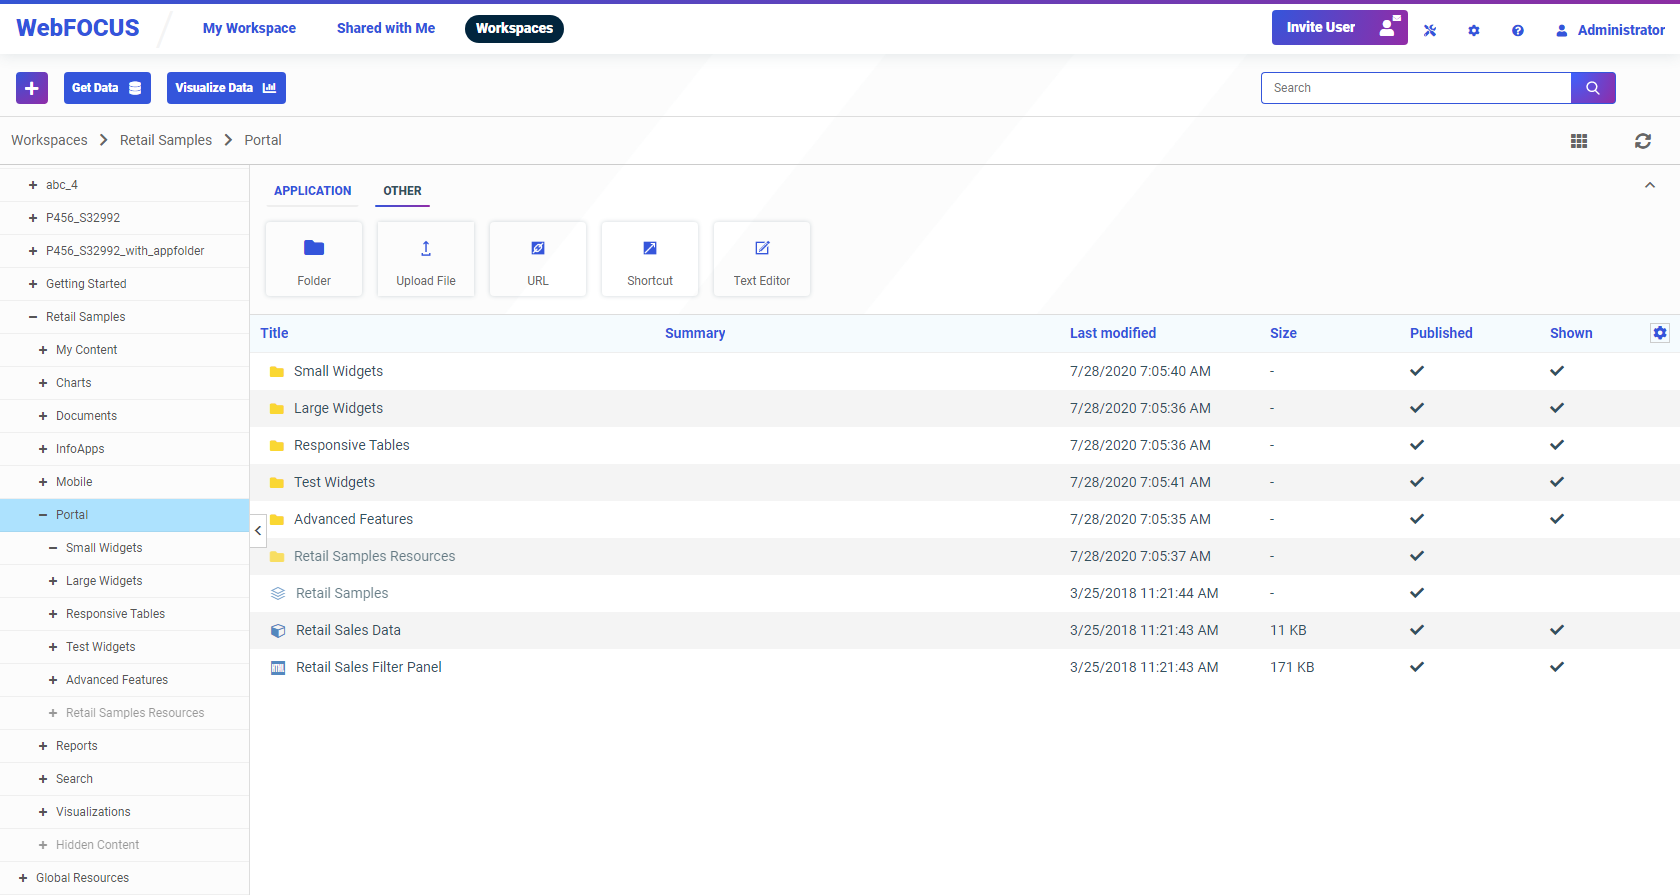 WebFOCUS
My Workspace
Shared with Me
Workspaces
Invite User
Administrator
Get Data
Visualize Data
Search
Workspaces
Retail Samples
Portal
abc_4
P456_S32992
P456_S32992_with_appfolder
Getting Started
Retail Samples
My Content
Charts
Documents
InfoApps
Mobile
Portal
Small Widgets
Large Widgets
Responsive Tables
Test Widgets
Advanced Features
Retail Samples Resources
Reports
Search
Visualizations
Hidden Content
Global Resources
APPLICATION
OTHER
Folder
Upload File
URL
Shortcut
Text Editor
Title Summary Last modified Size Published Shown
Small Widgets 7/28/2020 7:05:40 AM -
Large Widgets 7/28/2020 7:05:36 AM -
Responsive Tables 7/28/2020 7:05:36 AM -
Test Widgets 7/28/2020 7:05:41 AM -
Advanced Features 7/28/2020 7:05:35 AM -
Retail Samples Resources 7/28/2020 7:05:37 AM -
Retail Samples 3/25/2018 11:21:44 AM -
Retail Sales Data 3/25/2018 11:21:43 AM 11 KB
Retail Sales Filter Panel 3/25/2018 11:21:43 AM 171 KB